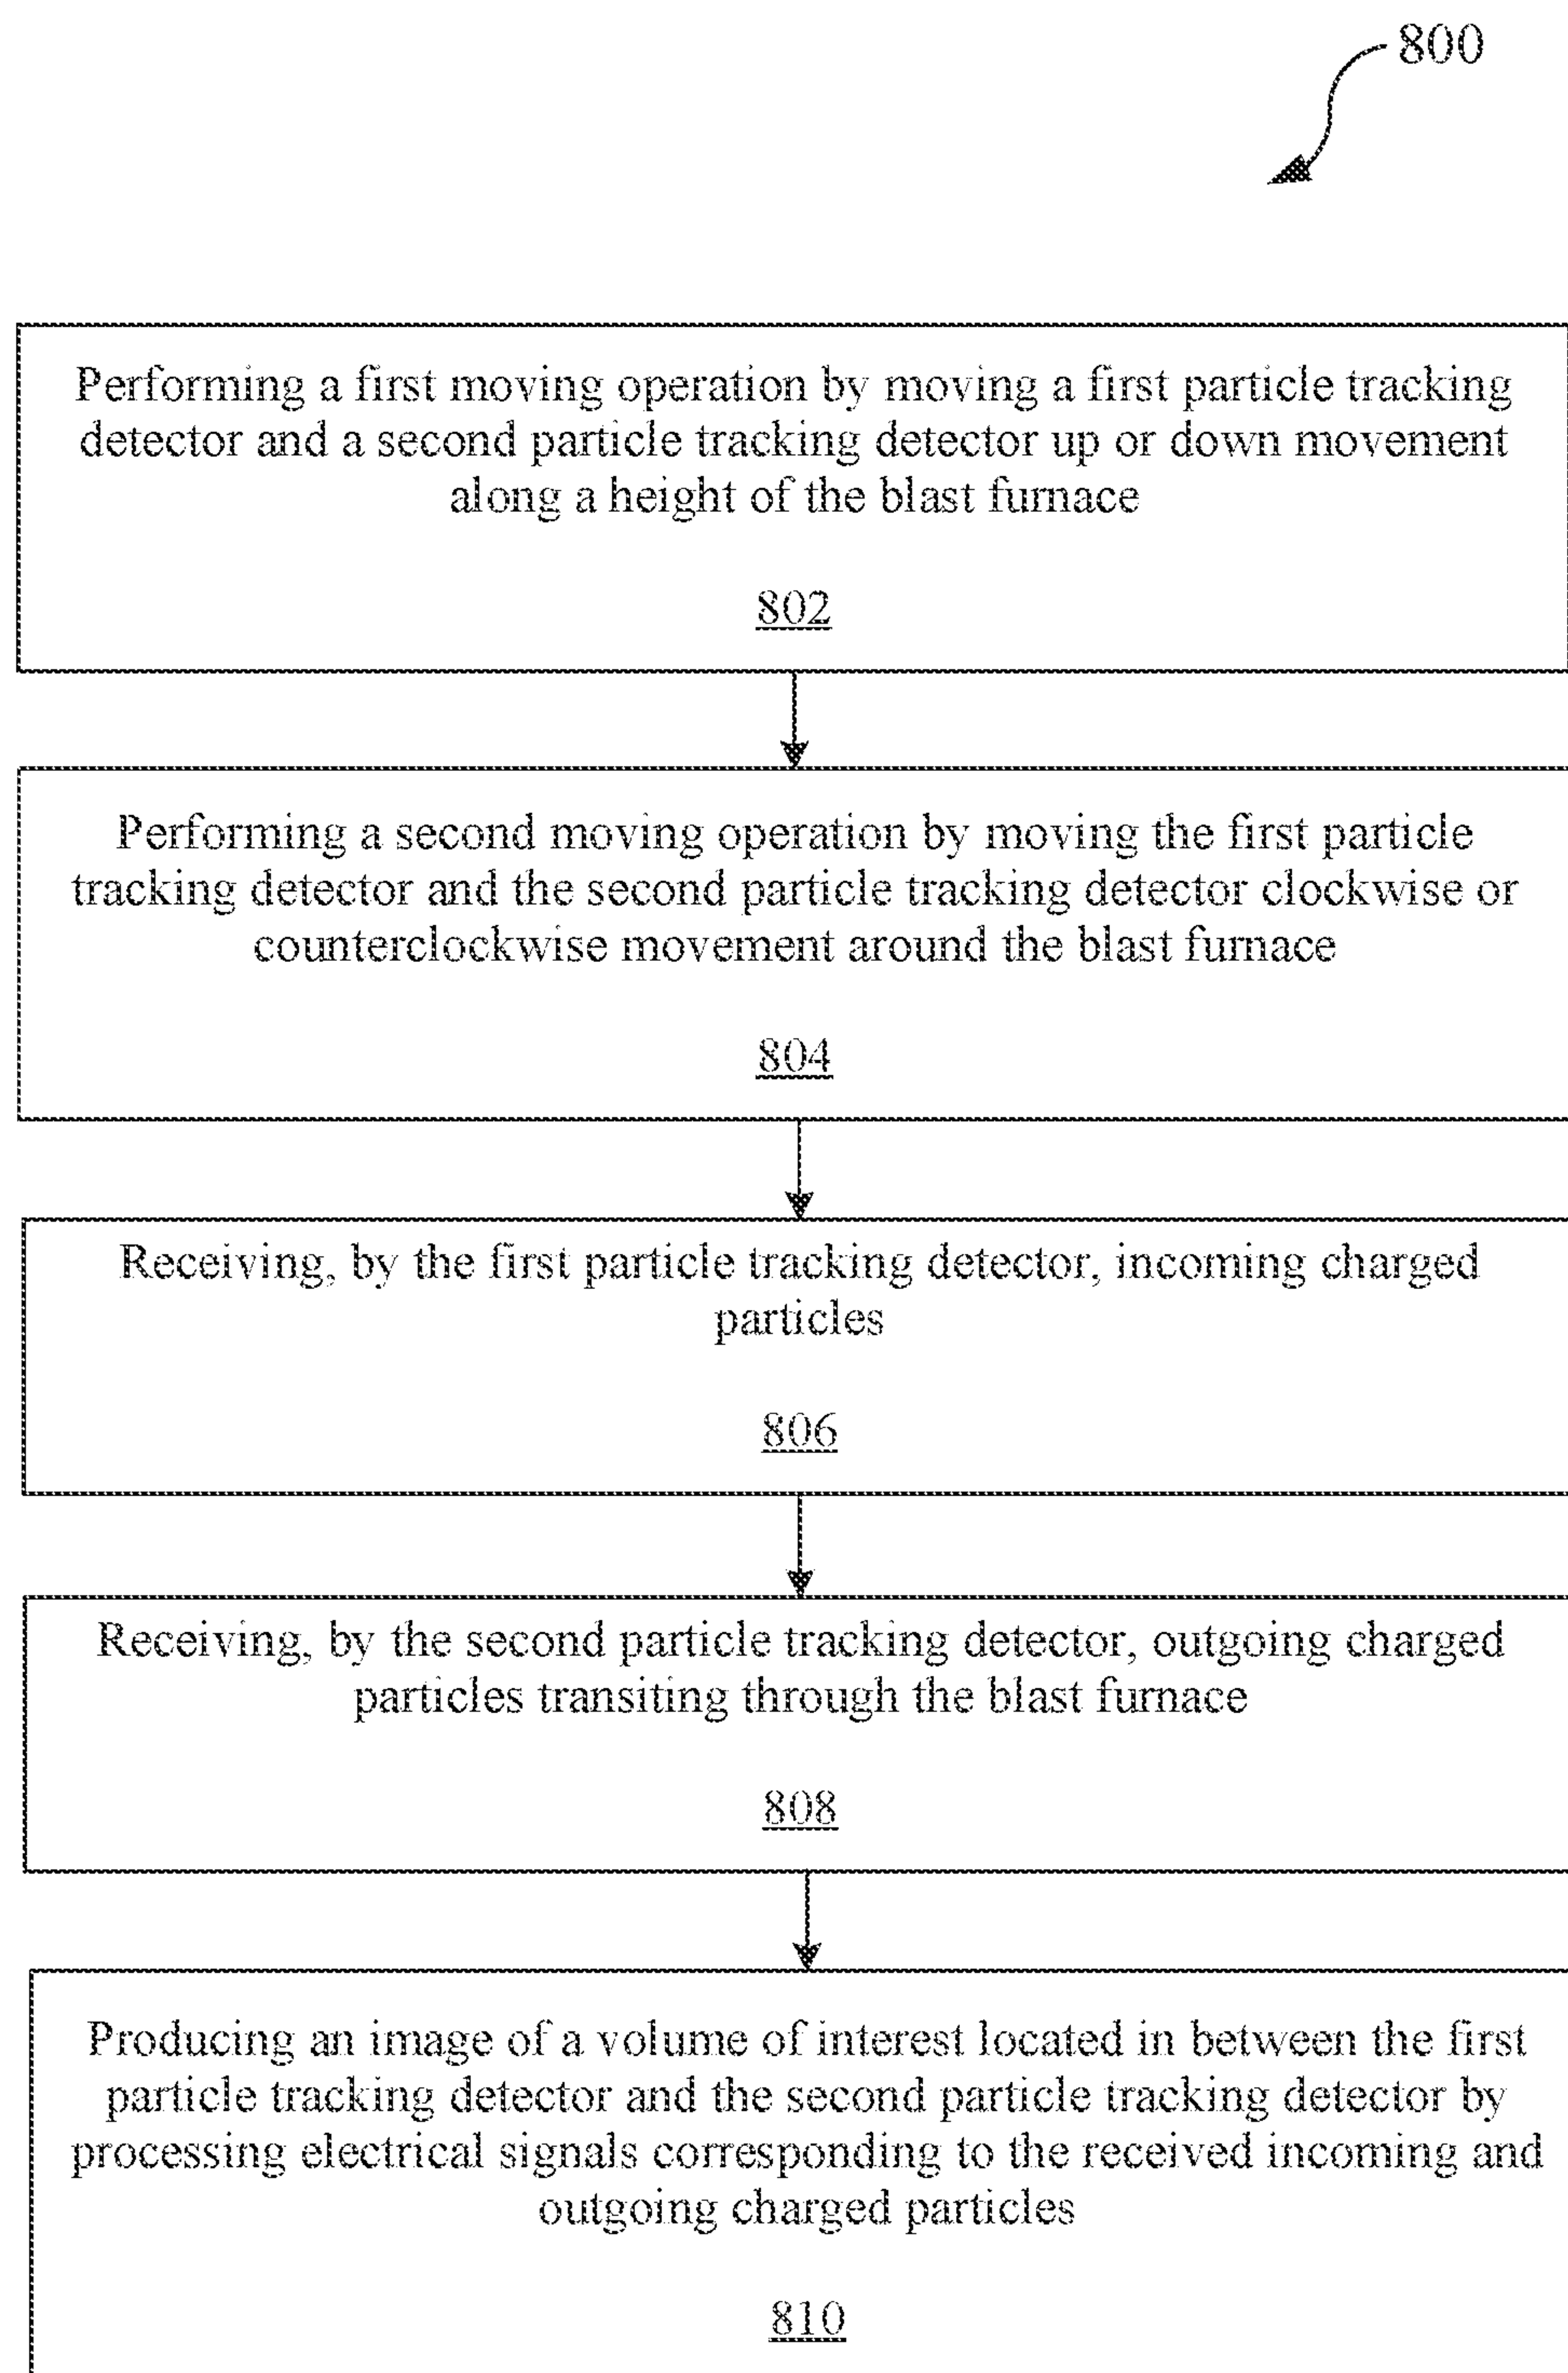 800
Performing a first moving operation by moving a first particle tracking
detector and a second particle tracking detector up or down movement
along a height of the blast furnace
802
Performing a second moving operation by moving the first particle
tracking detector and the second particle tracking detector clockwise or
counterclockwise movement around the blast furnace
804
Receiving, by the first particle tracking detector, incoming charged
particles
806
Receiving, by the second particle tracking detector, outgoing charged
particles transiting through the blast furnace
808
Producing an image of a volume of interest located in between the first
particle tracking detector and the second particle tracking detector by
processing electrical signals corresponding to the received incoming and
outgoing charged particles
810